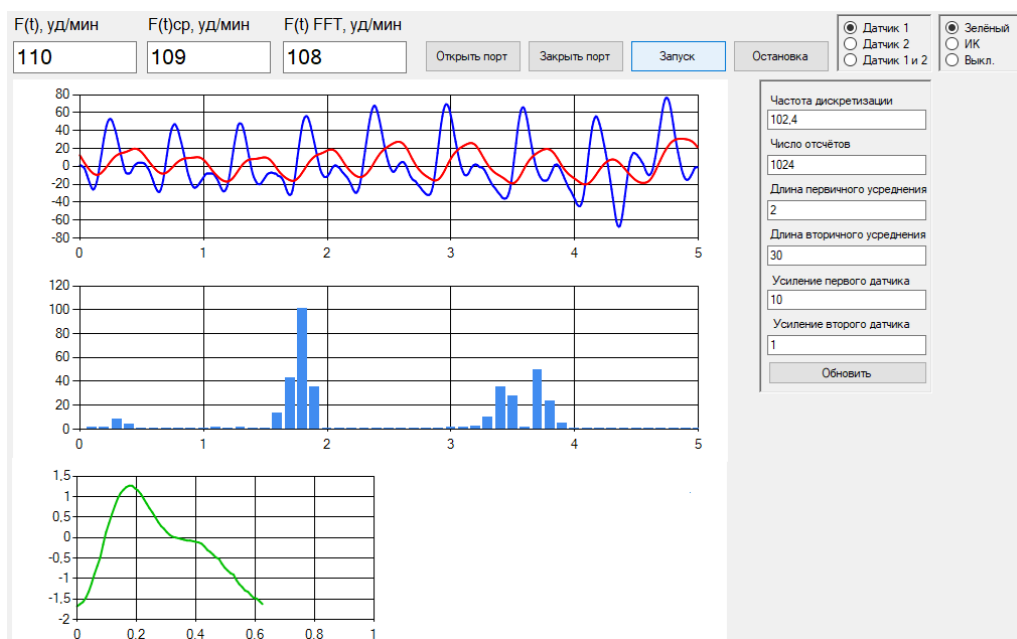 F(t), уд/мин
F(t)ср, уд/мин
F(t) FFT, уд/мин
110
109
108
Открыть порт
Закрыть порт
Запуск
Остановка
Датчик 1
Датчик 2
Датчик 1 и 2
Зелёный
ИК
Выкл.
80
60
40
20
0
-20
-40
-60
-80
0 1 2 3 4 5
Частота дискретизации
102,4
Число отсчётов
1024
Длина первичного усреднения
2
Длина вторичного усреднения
30
Усиление первого датчика
10
Усиление второго датчика
1
Обновить
120
100
80
60
40
20
0
0 1 2 3 4 5
1,5
1
0,5
0
-0,5
-1
-1,5
-2
0 0,2 0,4 0,6 0,8 1